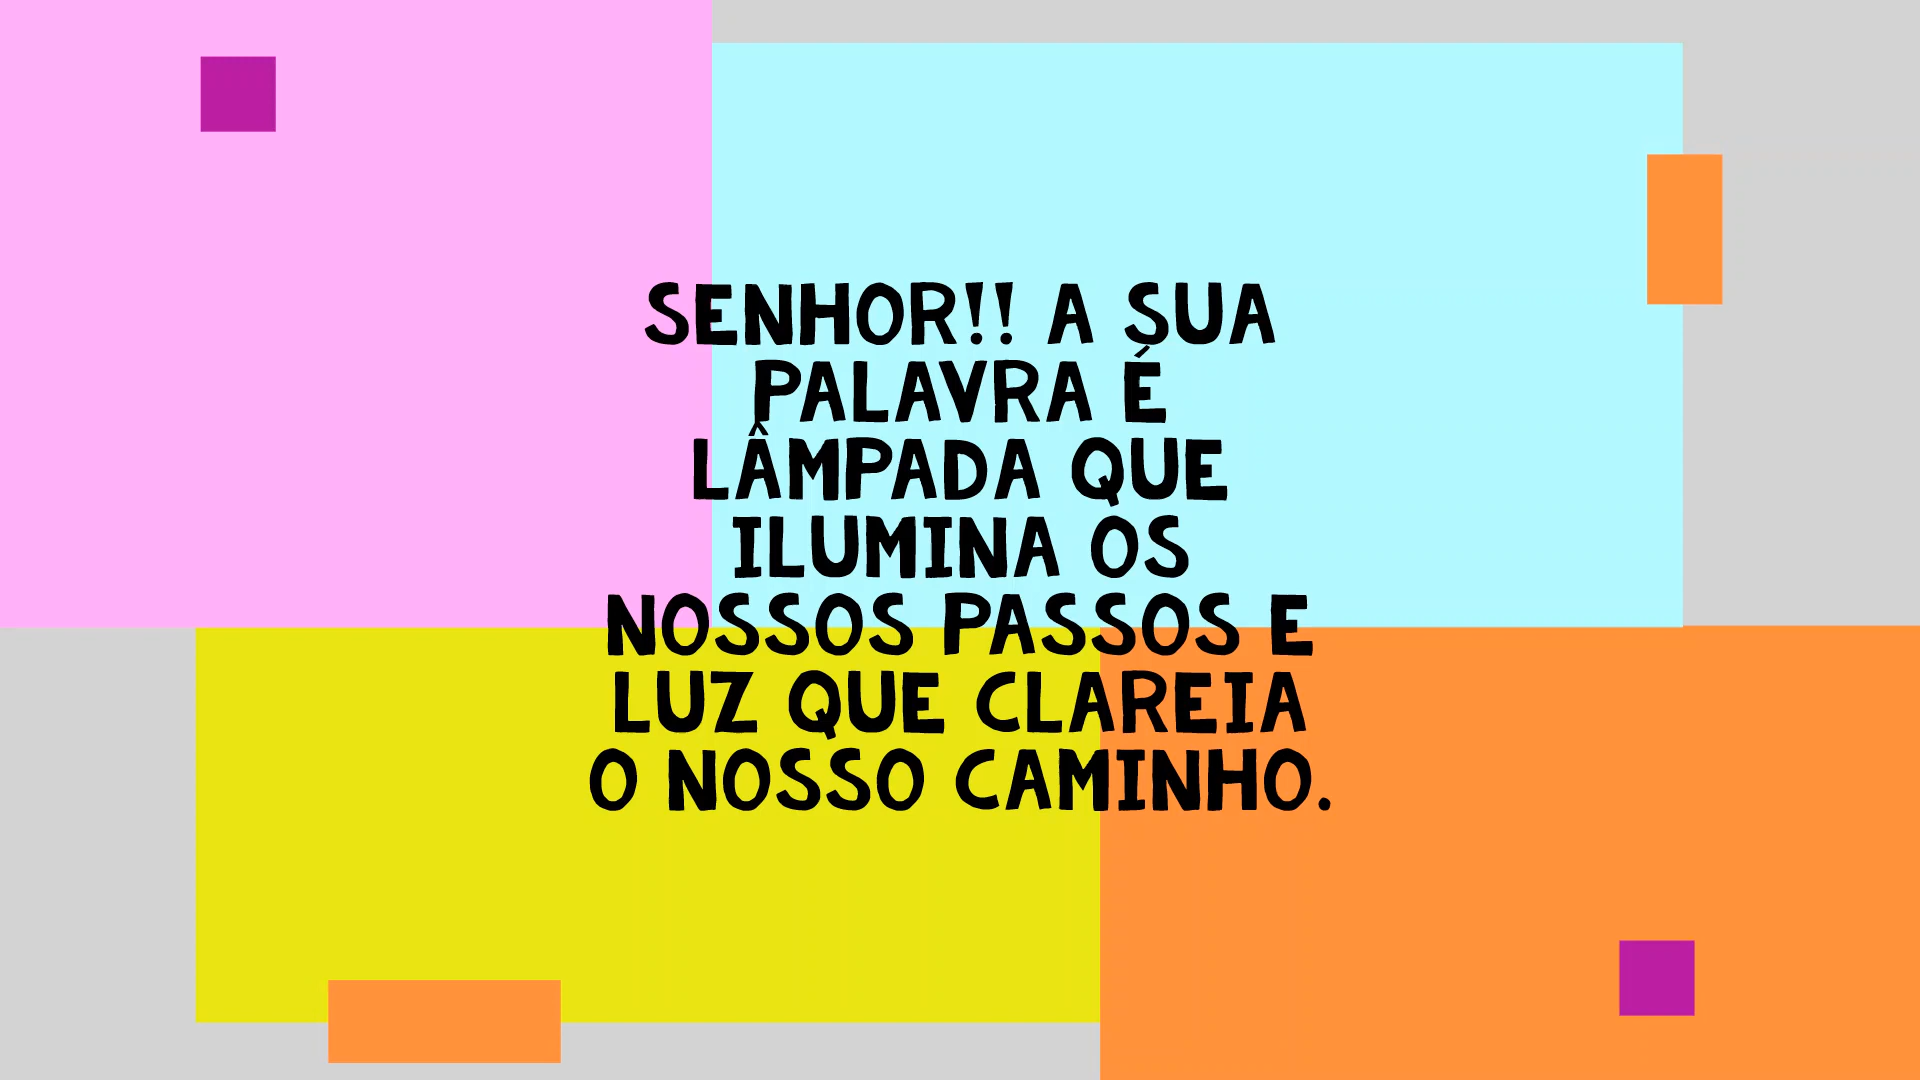 SENHOR!! A SUA
PALAVRA É
LÂMPADA QUE
ILUMINA OS
NOSSOS PASSOS E
LUZ QUE CLAREIA
O NOSSO CAMINHO.